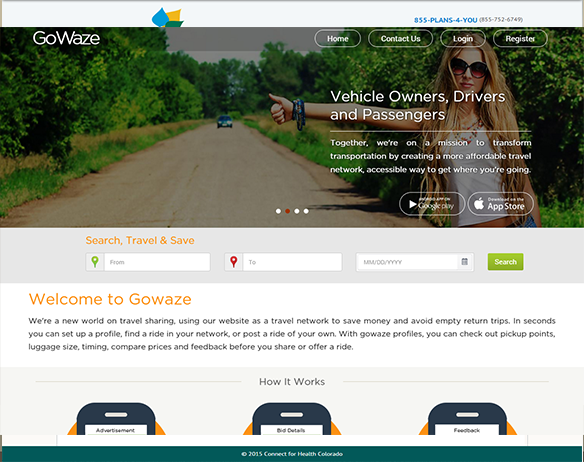 855-PLANS-4-YOU (855-752-6749)
GoWaze
Home Contact Us Login Register
Vehicle Owners, Drivers
and Passengers
Together, we're on a mission to transform
transportation by creating a more affordable travel
network, accessible way to get where you're going.
ANDROID APP ON
Google play
Download on the
App Store
Search, Travel & Save
From To MM/DD/YYYY Search
Welcome to Gowaze
We're a new world on travel sharing, using our website as a travel network to save money and avoid empty return trips. In seconds
you can set up a profile, find a ride in your network, or post a ride of your own. With gowaze profiles, you can check out pickup points,
luggage size, timing, compare prices and feedback before you share or offer a ride.
How It Works
Advertisement Bid Details Feedback
© 2015 Connect for Health Colorado